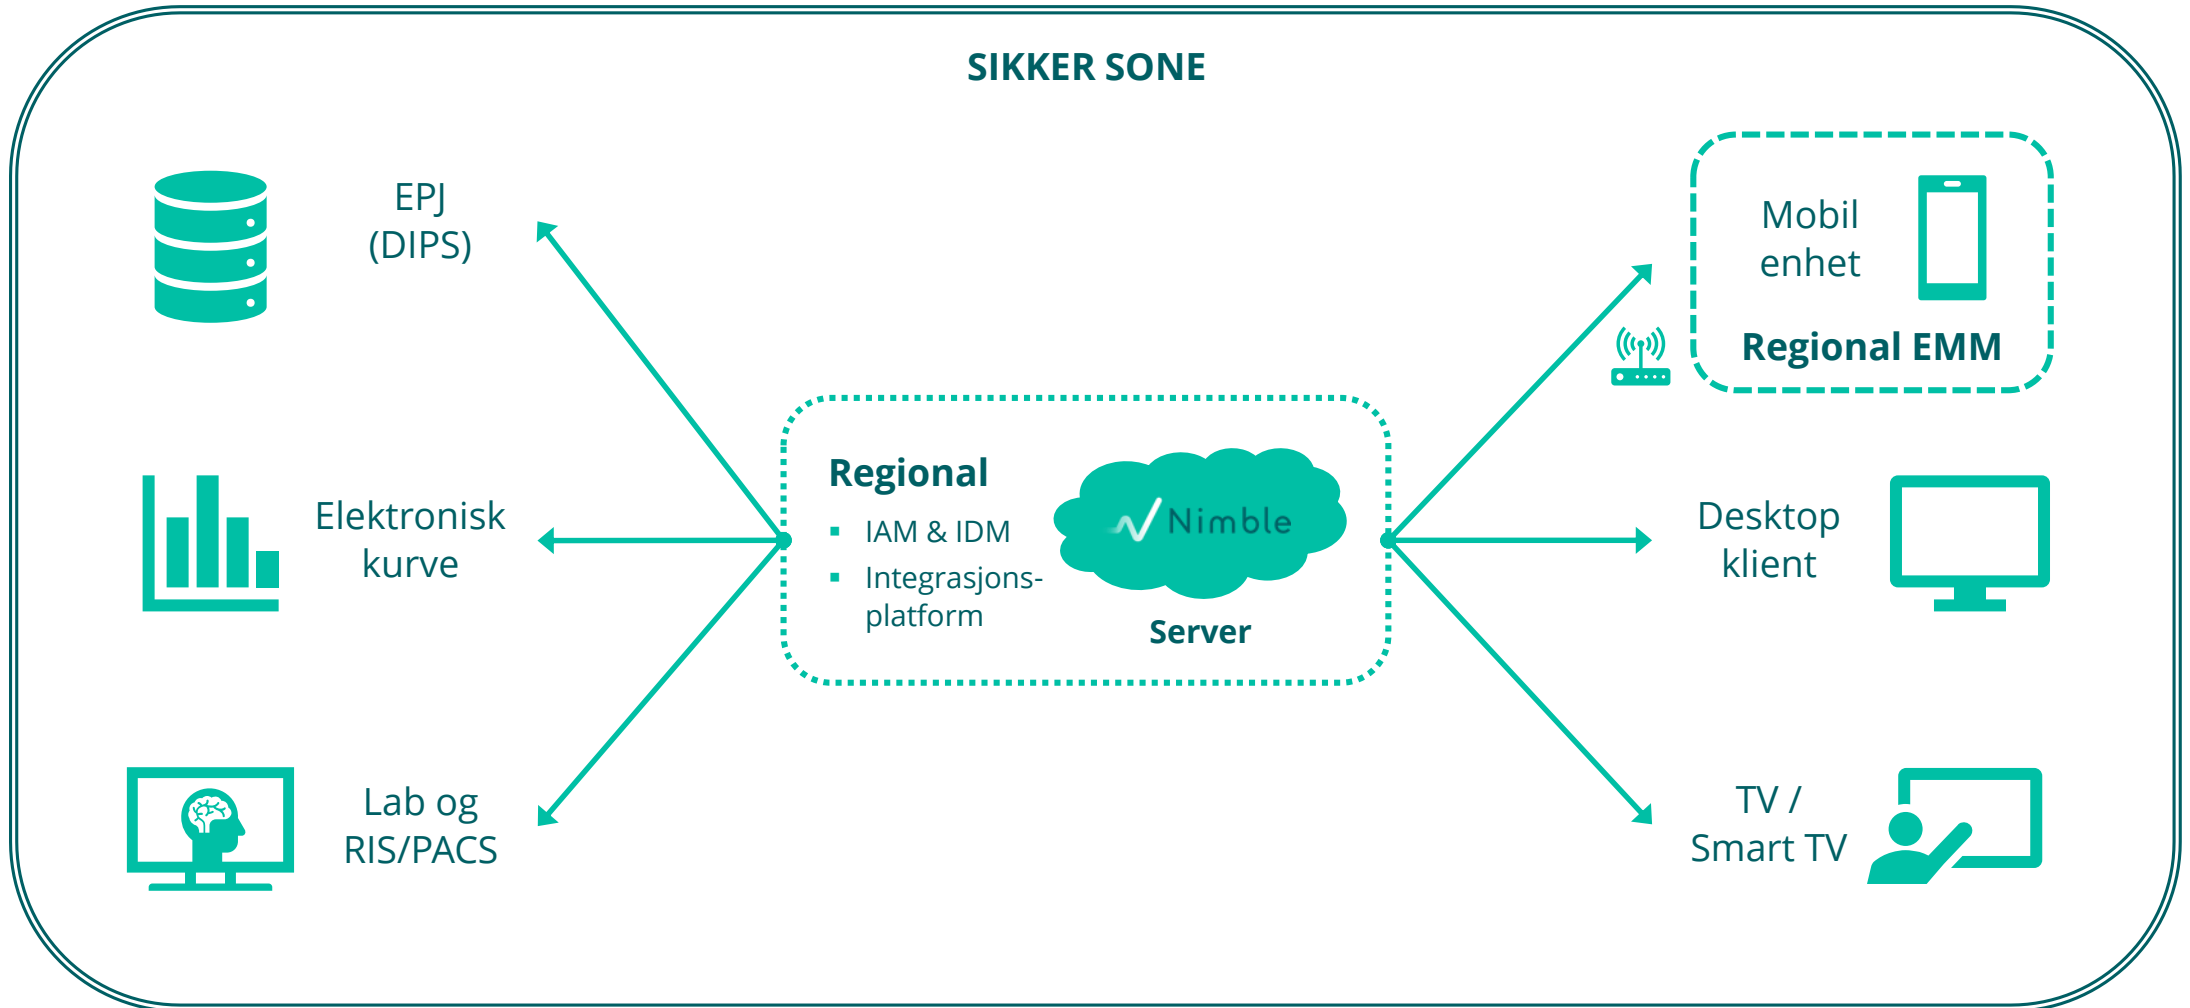 SIKKER SONE
EPJ
(DIPS)
Elektronisk
kurve
Lab og
RIS/PACS
Regional
▪ IAM & IDM
▪ Integrasjons-
platform
Nimble
Server
Mobil
enhet
Regional EMM
Desktop
klient
TV /
Smart TV